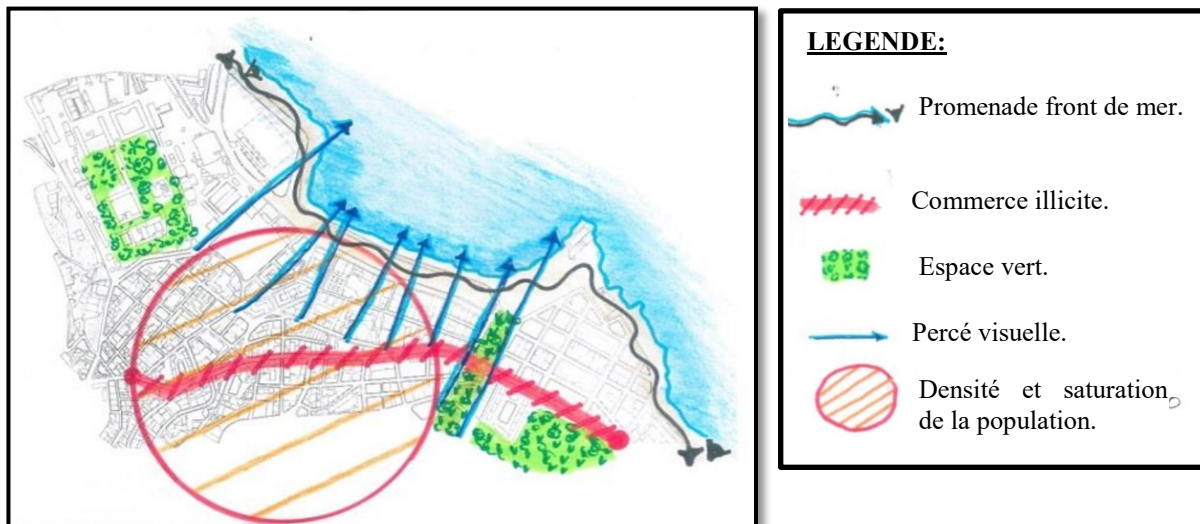 LEGENDE:
Promenade front de mer.
Commerce illicite.
Espace vert.
Percé visuelle.
Densité et saturation
de la population.